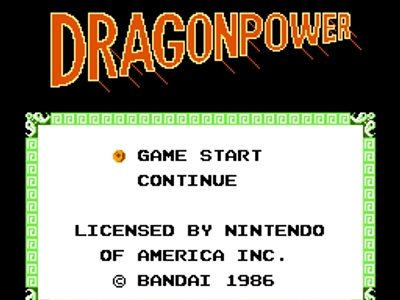 DRAGONPOWER
GAME START
CONTINUE
LICENSED BY NINTENDO
OF AMERICA INC.
© BANDAI 1986